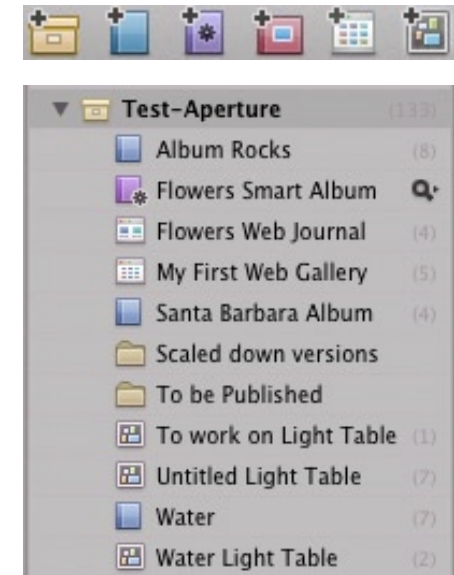 Test-Aperture (133)
Album Rocks (8)
Flowers Smart Album
Flowers Web Journal (4)
My First Web Gallery (5)
Santa Barbara Album (4)
Scaled down versions
To be Published
To work on Light Table (1)
Untitled Light Table (7)
Water (7)
Water Light Table (2)